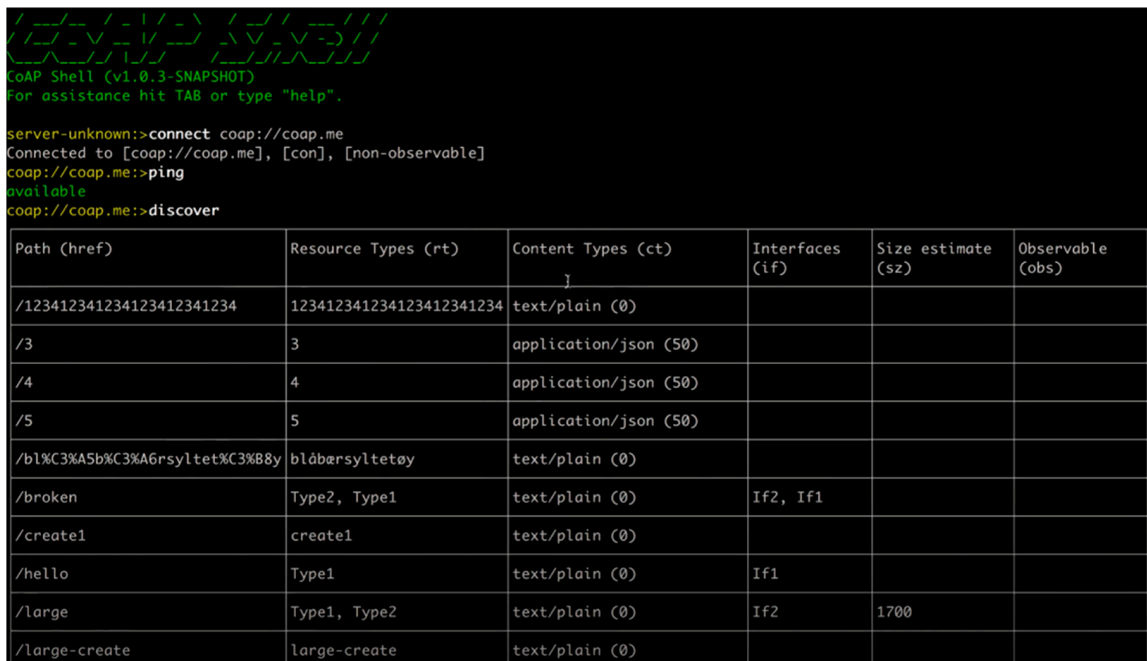 CoAP Shell (v1.0.3-SNAPSHOT)
For assistance hit TAB or type "help".
server-unknown:>connect coap://coap.me
Connected to [coap://coap.me], [con], [non-observable]
coap://coap.me:>ping
available
coap://coap.me:>discover
Path (href) Resource Types (rt) Content Types (ct) Interfaces (if) Size estimate (sz) Observable (obs)
/123412341234123412341234 123412341234123412341234 text/plain (0)
/3 3 application/json (50)
/4 4 application/json (50)
/5 5 application/json (50)
/bl%C3%A5b%C3%A6rsyltet%C3%B8y blåbærsyltetøy text/plain (0)
/broken Type2, Type1 text/plain (0) If2, If1
/create1 create1 text/plain (0)
/hello Type1 text/plain (0) If1
/large Type1, Type2 text/plain (0) If2 1700
/large-create large-create text/plain (0)